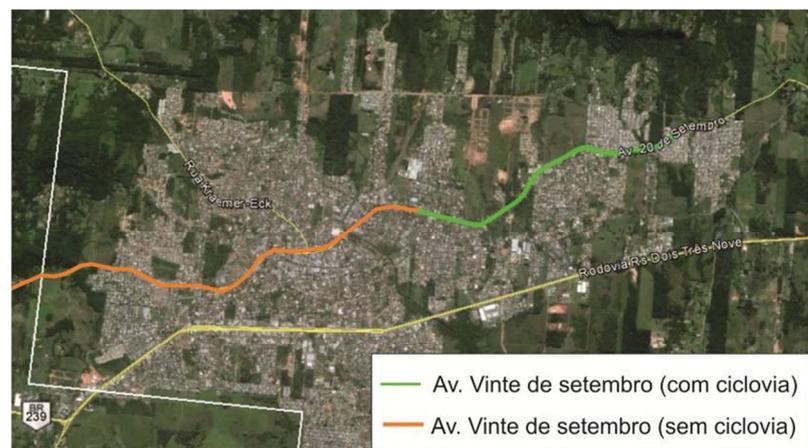 Av. 20 de Setembro
Rua Kraemer-Eck
Rodovia Rs Dois Três Nove
BR
239
Av. Vinte de setembro (com ciclovia)
Av. Vinte de setembro (sem ciclovia)